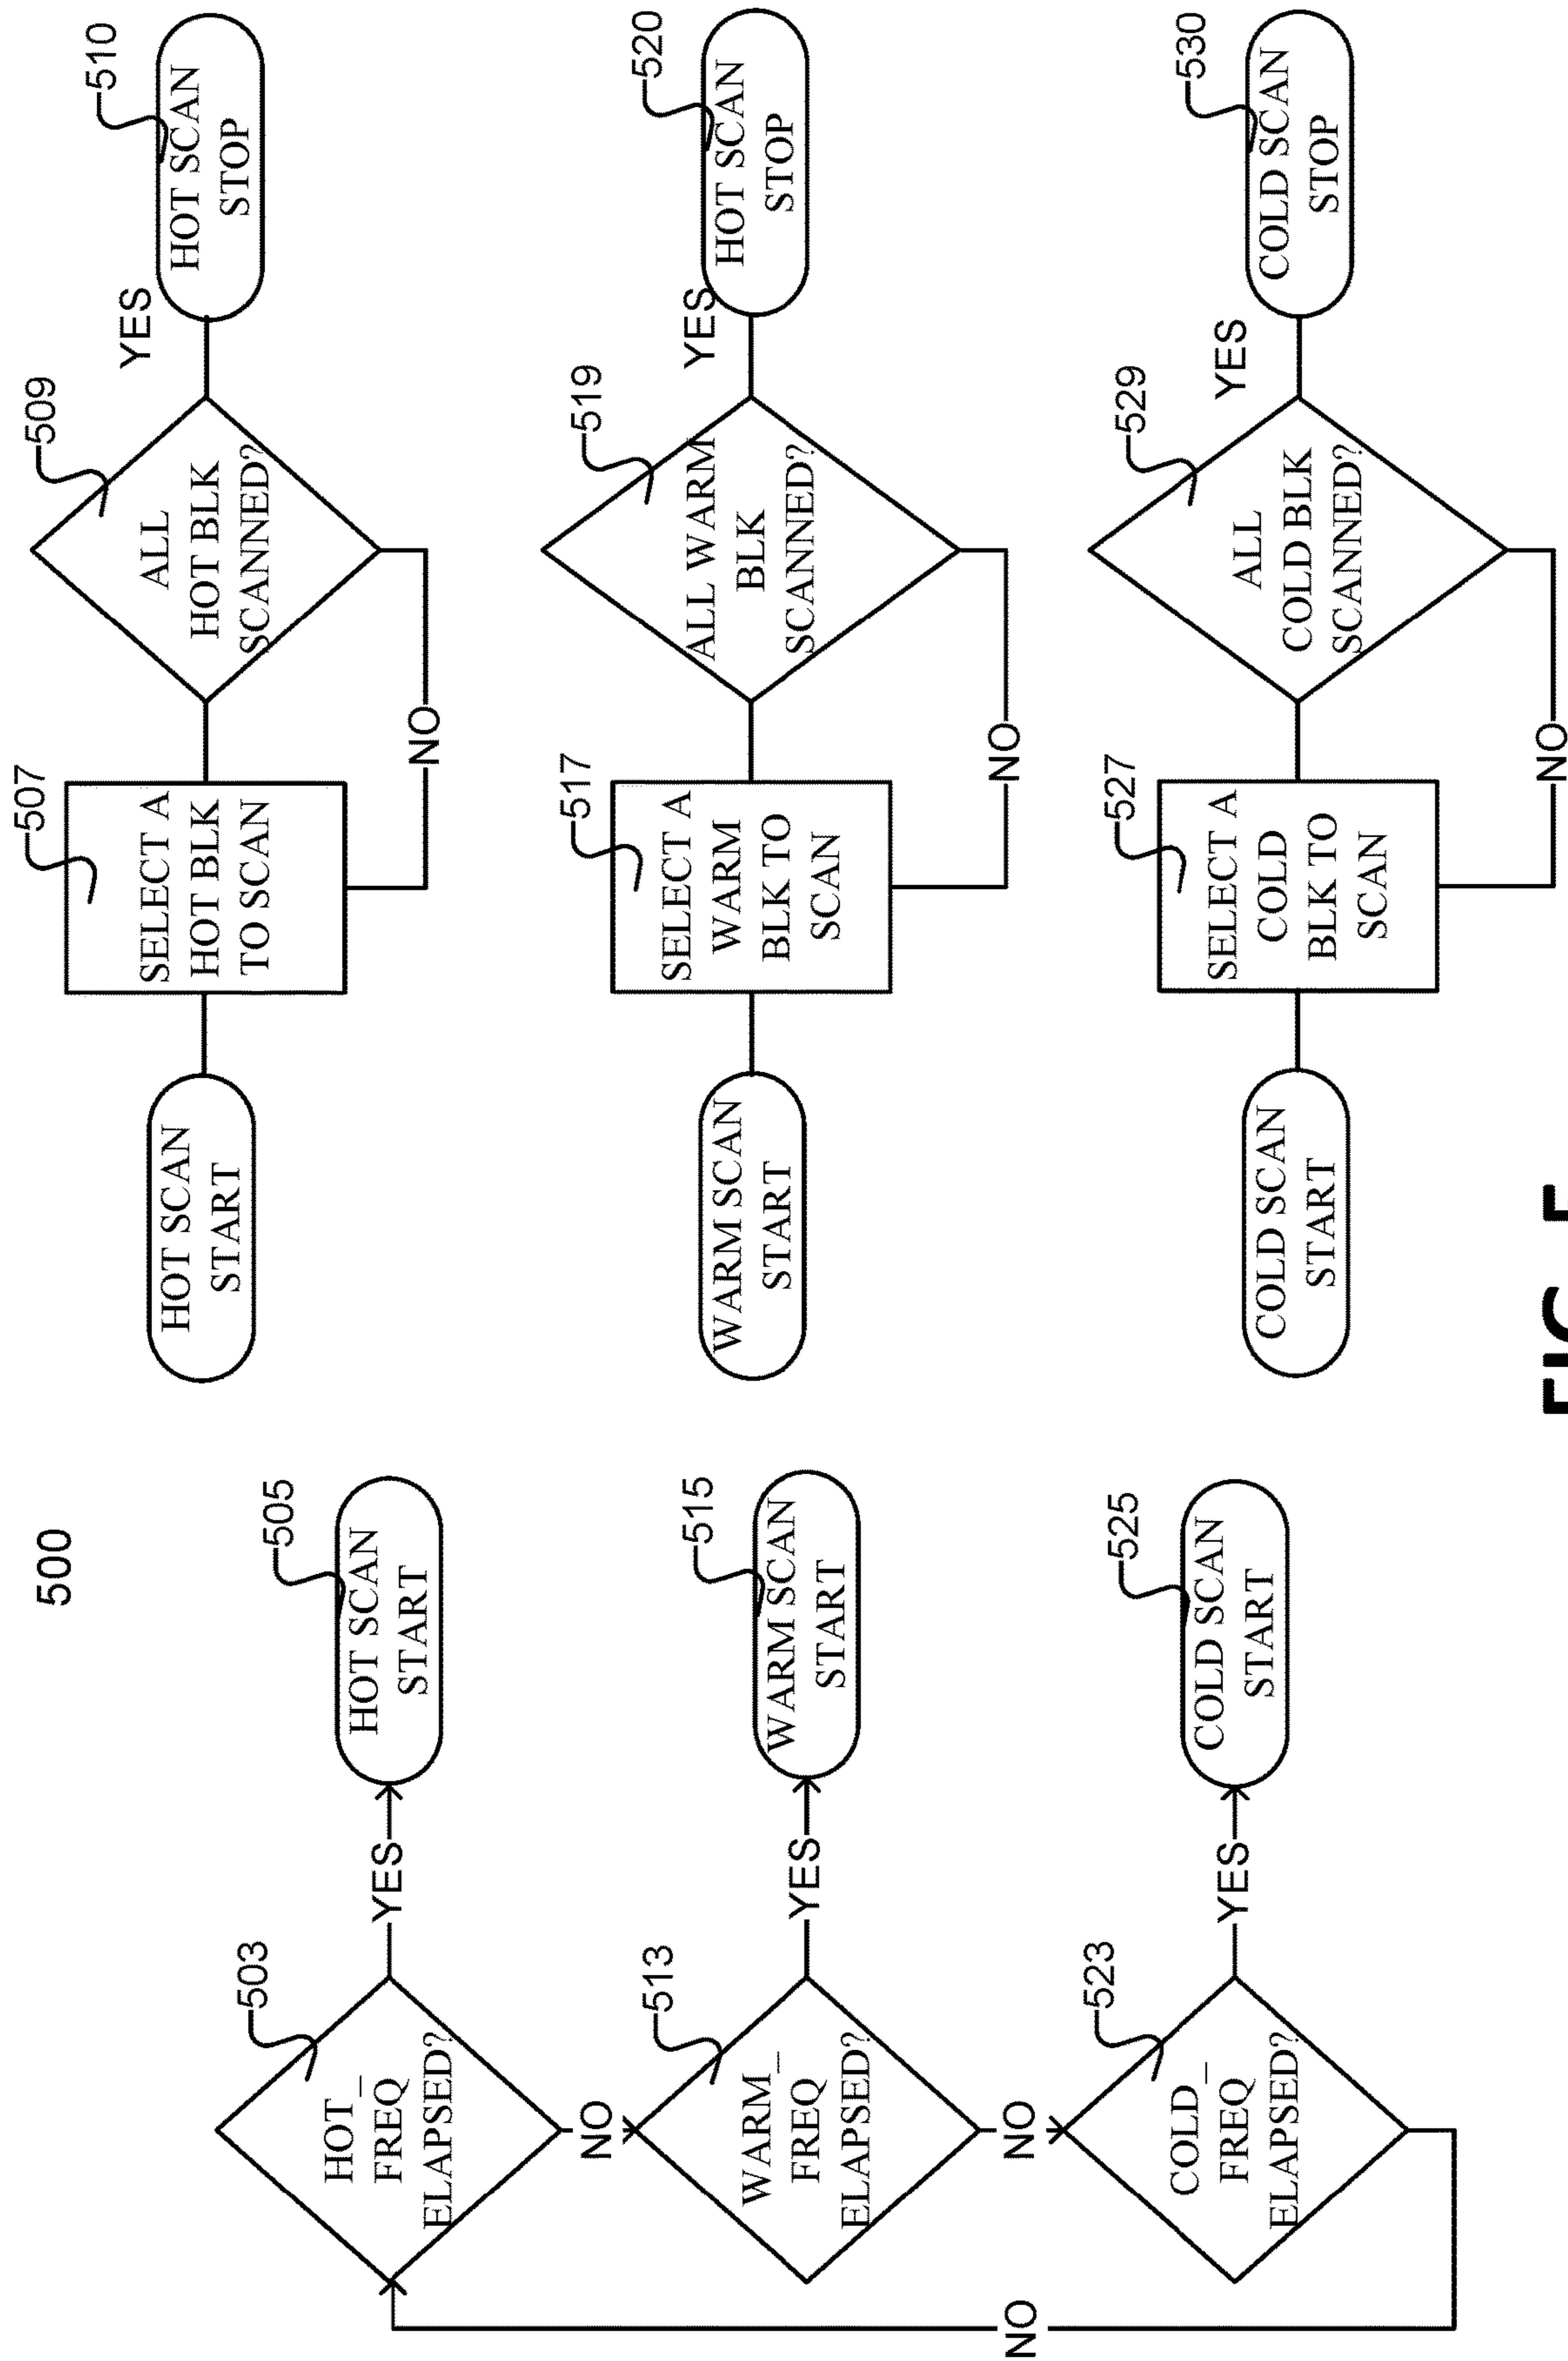 500
503
HOT_
FREQ
ELAPSED?
YES
505
HOT SCAN
START
NO
513
WARM_
FREQ
ELAPSED?
YES
515
WARM SCAN
START
NO
523
COLD_
FREQ
ELAPSED?
YES
525
COLD SCAN
START
NO
HOT SCAN
START
507
SELECT A
HOT BLK
TO SCAN
509
ALL
HOT BLK
SCANNED?
YES
510
HOT SCAN
STOP
NO
WARM SCAN
START
517
SELECT A
WARM
BLK TO
SCAN
519
ALL WARM
BLK
SCANNED?
YES
520
HOT SCAN
STOP
NO
COLD SCAN
START
527
SELECT A
COLD
BLK TO
SCAN
529
ALL
COLD BLK
SCANNED?
YES
530
COLD SCAN
STOP
NO